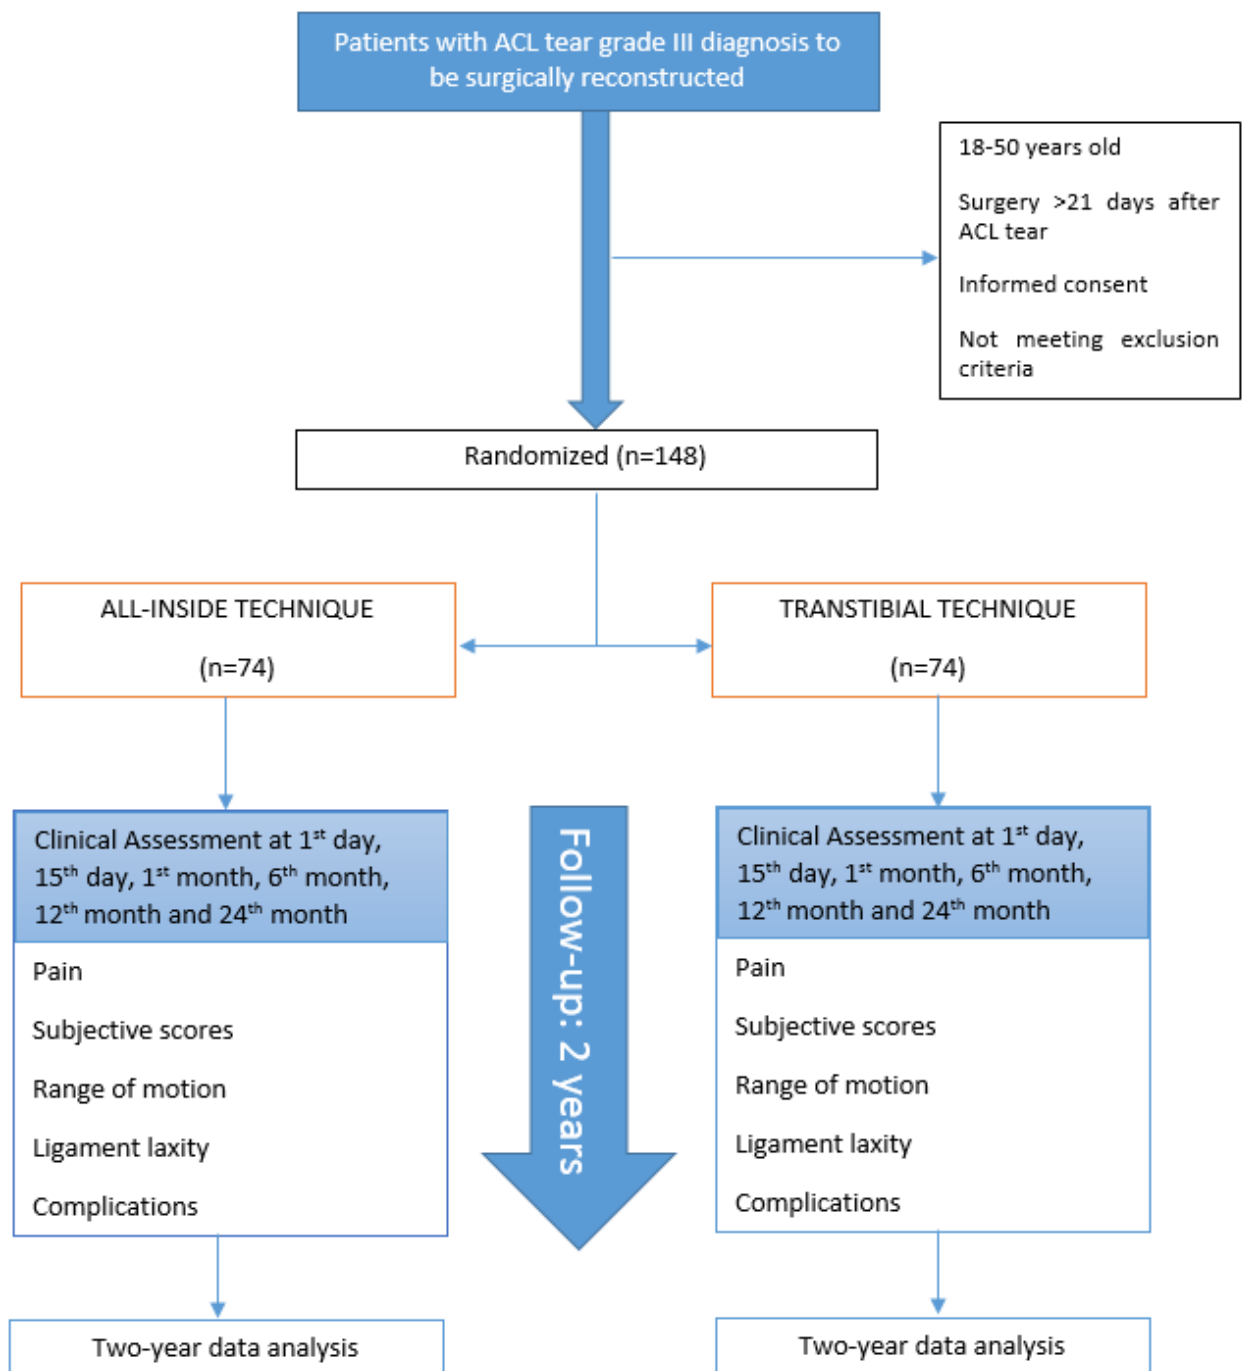 Patients with ACL tear grade III diagnosis to
be surgically reconstructed
18-50 years old
Surgery >21 days after
ACL tear
Informed consent
Not meeting exclusion
criteria
Randomized (n=148)
ALL-INSIDE TECHNIQUE
(n=74)
TRANSTIBIAL TECHNIQUE
(n=74)
Clinical Assessment at 1st day,
15th day, 1st month, 6th month,
12th month and 24th month
Pain
Subjective scores
Range of motion
Ligament laxity
Complications
Follow-up: 2 years
Clinical Assessment at 1st day,
15th day, 1st month, 6th month,
12th month and 24th month
Pain
Subjective scores
Range of motion
Ligament laxity
Complications
Two-year data analysis
Two-year data analysis